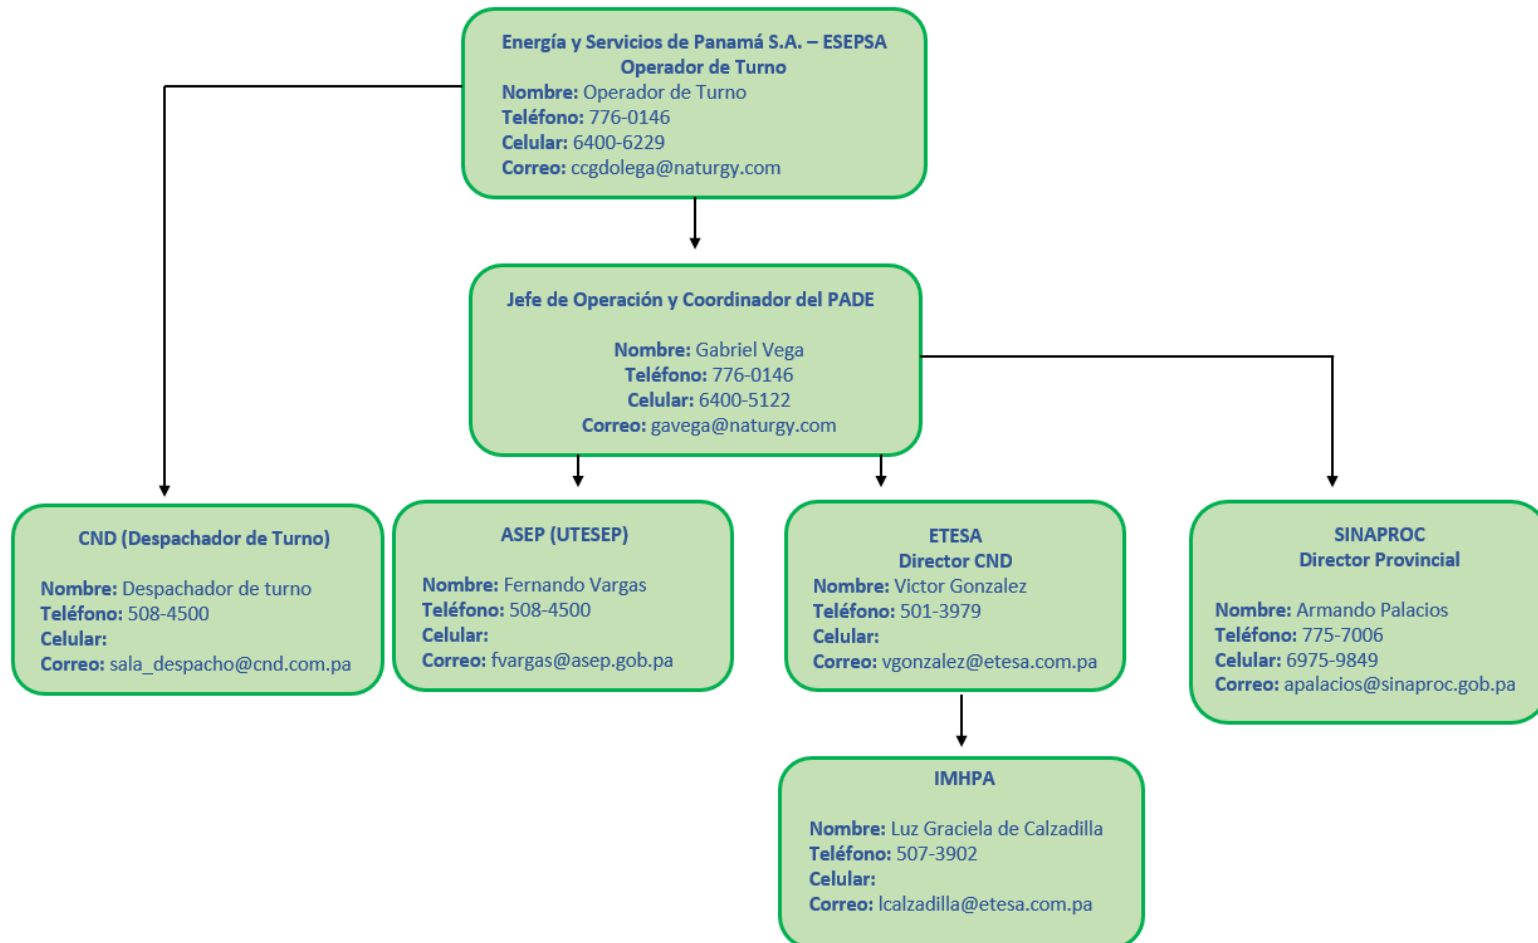 Energía y Servicios de Panamá S.A. – ESEPSA
Operador de Turno
Nombre: Operador de Turno
Teléfono: 776-0146
Celular: 6400-6229
Correo: ccgdolega@naturgy.com
Jefe de Operación y Coordinador del PADE
Nombre: Gabriel Vega
Teléfono: 776-0146
Celular: 6400-5122
Correo: gavega@naturgy.com
CND (Despachador de Turno)
Nombre: Despachador de turno
Teléfono: 508-4500
Celular:
Correo: sala_despacho@cnd.com.pa
ASEP (UTESEP)
Nombre: Fernando Vargas
Teléfono: 508-4500
Celular:
Correo: fvargas@asep.gob.pa
ETESA
Director CND
Nombre: Victor Gonzalez
Teléfono: 501-3979
Celular:
Correo: vgonzalez@etesa.com.pa
SINAPROC
Director Provincial
Nombre: Armando Palacios
Teléfono: 775-7006
Celular: 6975-9849
Correo: apalacios@sinaproc.gob.pa
IMHPA
Nombre: Luz Graciela de Calzadilla
Teléfono: 507-3902
Celular:
Correo: lcalzadilla@etesa.com.pa